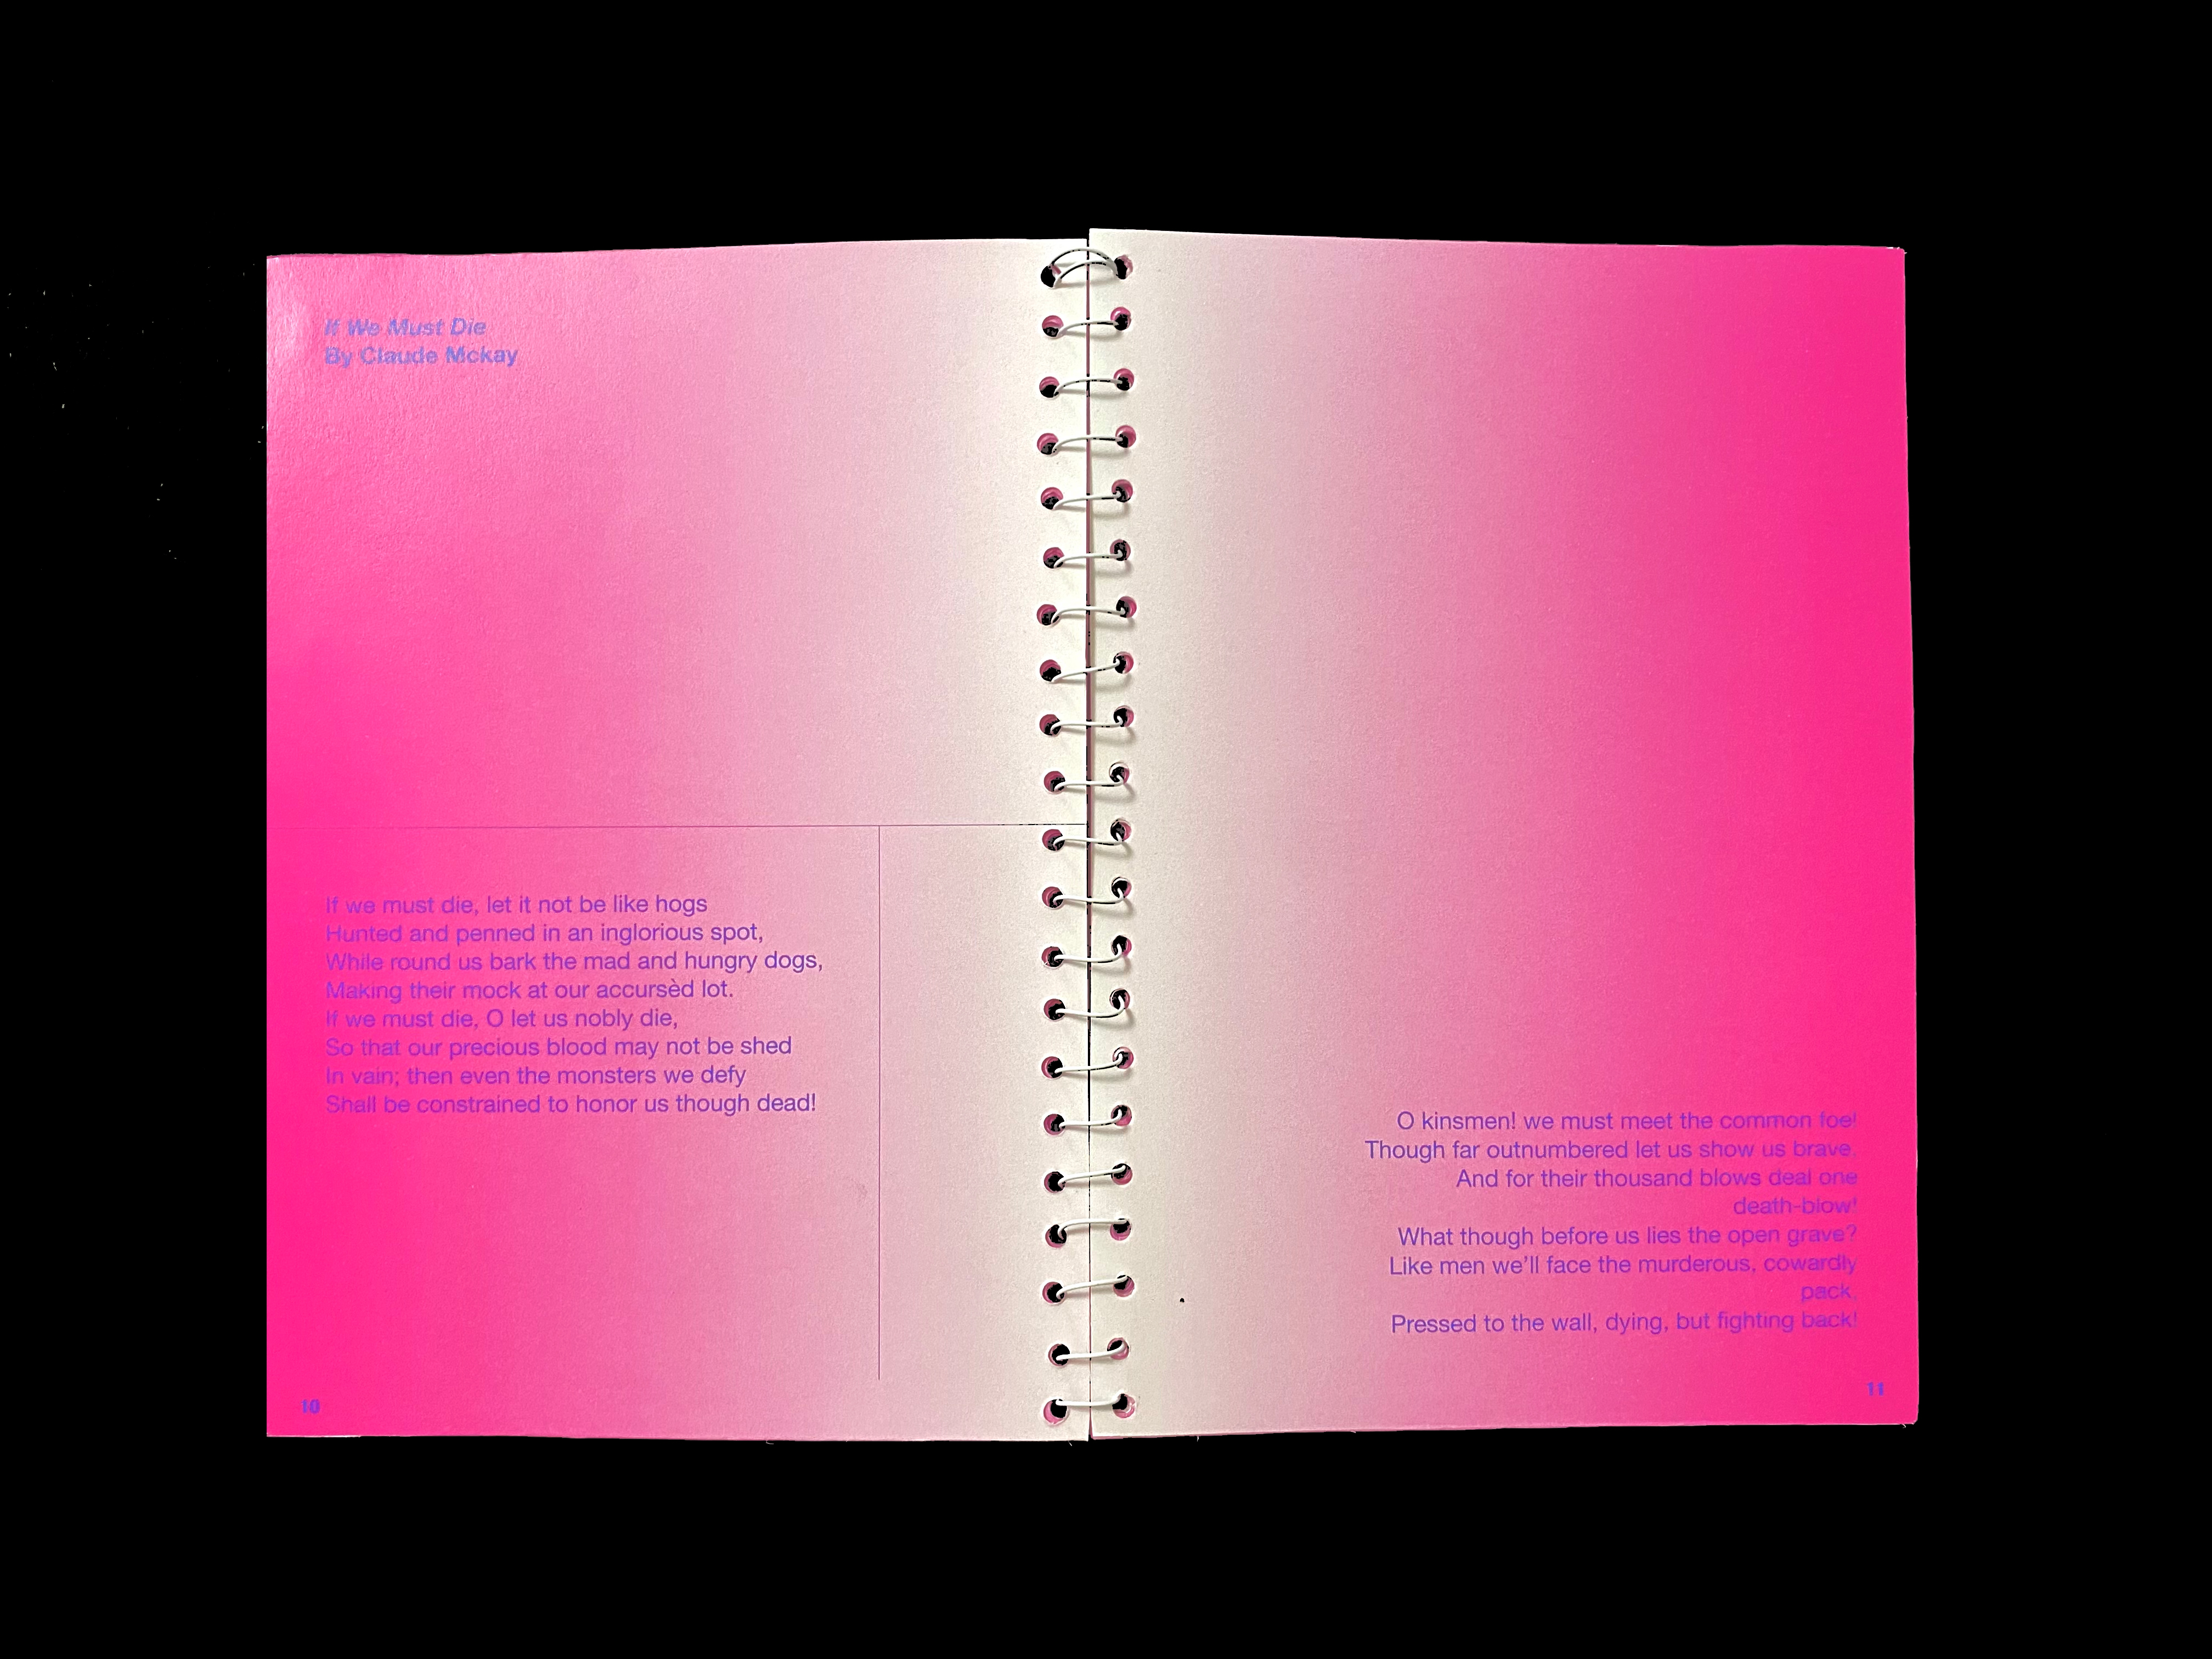 If We Must Die
By Claude Mckay
If we must die, let it not be like hogs
Hunted and penned in an inglorious spot,
While round us bark the mad and hungry dogs,
Making their mock at our accursèd lot.
If we must die, O let us nobly die,
So that our precious blood may not be shed
In vain; then even the monsters we defy
Shall be constrained to honor us though dead!
10
O kinsmen! we must meet the common foe!
Though far outnumbered let us show us brave,
And for their thousand blows deal one
death-blow!
What though before us lies the open grave?
Like men we’ll face the murderous, cowardly
pack,
Pressed to the wall, dying, but fighting back!
11